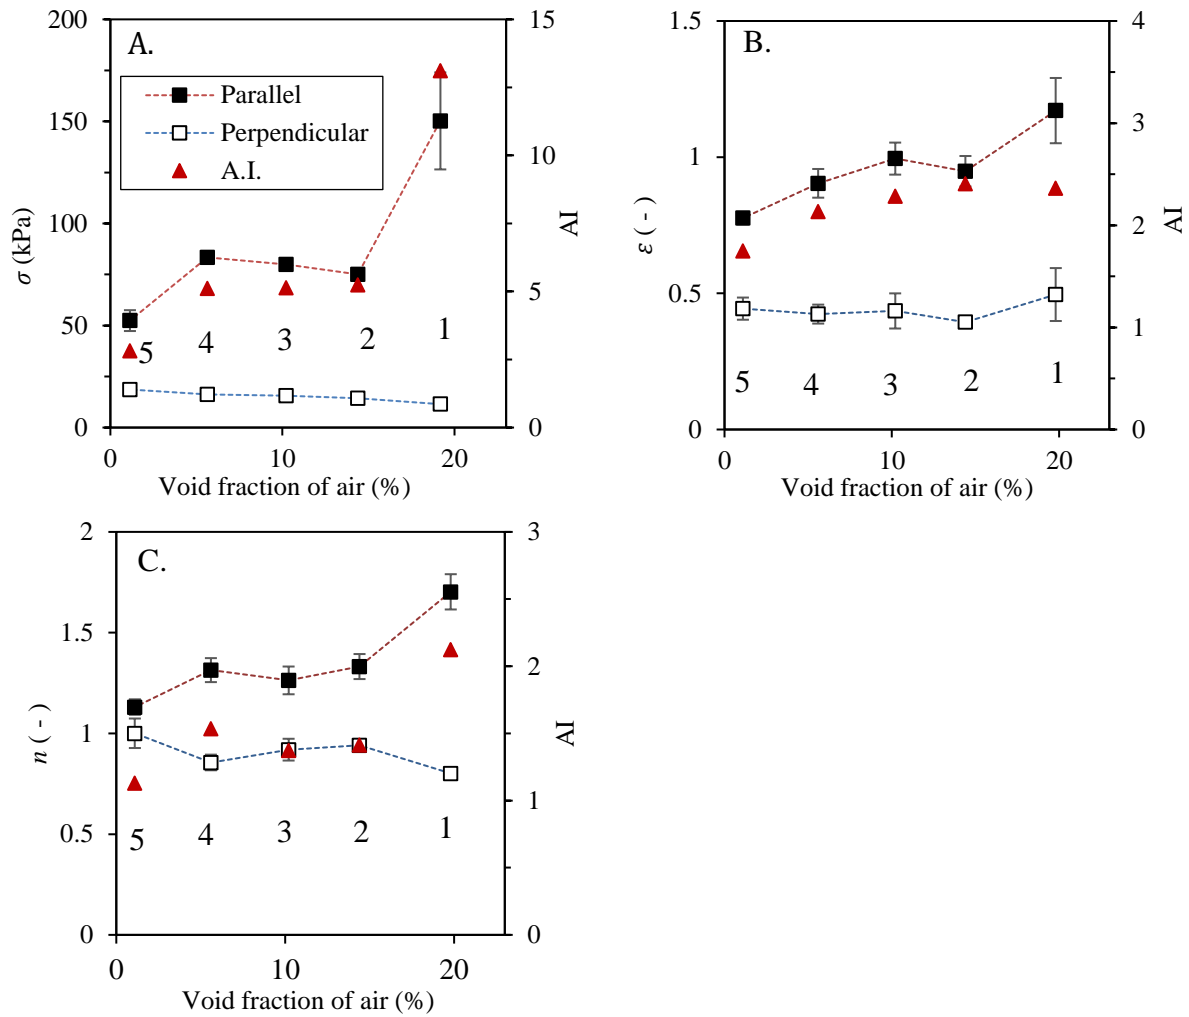 A.
200
150
100
50
0
σ (kPa)
Parallel
Perpendicular
A.I.
5 4 3 2 1
15
10
5
0
AI
0 10 20
Void fraction of air (%)
B.
1.5
1
0.5
0
ε ( - )
5 4 3 2 1
4
3
2
1
0
AI
0 10 20
Void fraction of air (%)
C.
2
1.5
1
0.5
0
n ( - )
5 4 3 2 1
3
2
1
0
AI
0 10 20
Void fraction of air (%)